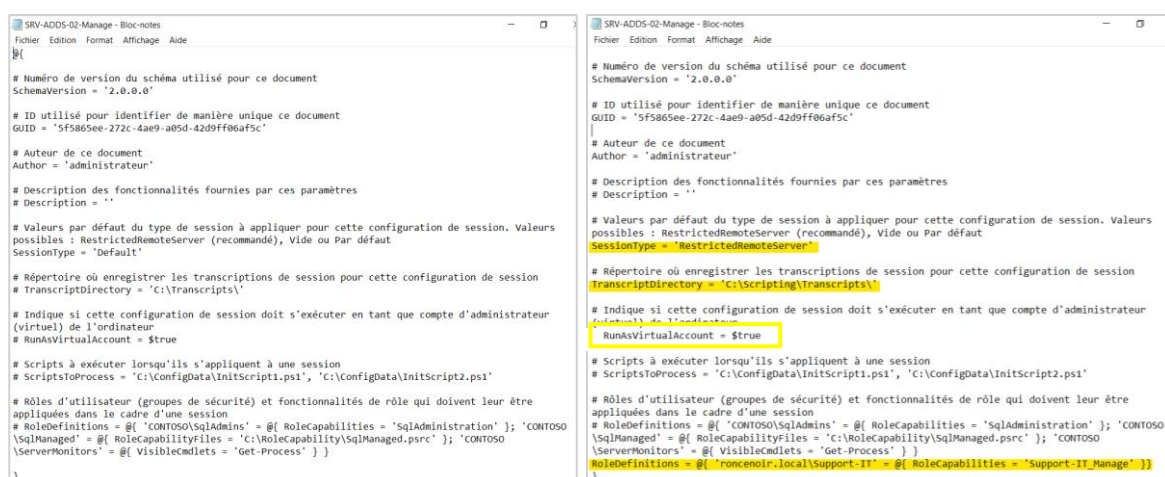 SRV-ADDS-02-Manage - Bloc-notes
Fichier Edition Format Affichage Aide
@{
# Numéro de version du schéma utilisé pour ce document
SchemaVersion = '2.0.0.0'
# ID utilisé pour identifier de manière unique ce document
GUID = '5f5865ee-272c-4ae9-a05d-42d9ff06af5c'
# Auteur de ce document
Author = 'administrateur'
# Description des fonctionnalités fournies par ces paramètres
# Description = ''
# Valeurs par défaut du type de session à appliquer pour cette configuration de session. Valeurs
possibles : RestrictedRemoteServer (recommandé), Vide ou Par défaut
SessionType = 'Default'
# Répertoire où enregistrer les transcriptions de session pour cette configuration de session
# TranscriptDirectory = 'C:\Transcripts\'
# Indique si cette configuration de session doit s'exécuter en tant que compte d'administrateur
(virtuel) de l'ordinateur
# RunAsVirtualAccount = $true
# Scripts à exécuter lorsqu'ils s'appliquent à une session
# ScriptsToProcess = 'C:\ConfigData\InitScript1.ps1', 'C:\ConfigData\InitScript2.ps1'
# Rôles d'utilisateur (groupes de sécurité) et fonctionnalités de rôle qui doivent leur être
appliquées dans le cadre d'une session
# RoleDefinitions = @{ 'CONTOSO\SqlAdmins' = @{ RoleCapabilities = 'SqlAdministration' }; 'CONTOSO
\SqlManaged' = @{ RoleCapabilityFiles = 'C:\RoleCapability\SqlManaged.psrc' }; 'CONTOSO
\ServerMonitors' = @{ VisibleCmdlets = 'Get-Process' } }
SRV-ADDS-02-Manage - Bloc-notes
Fichier Edition Format Affichage Aide
# Numéro de version du schéma utilisé pour ce document
SchemaVersion = '2.0.0.0'
# ID utilisé pour identifier de manière unique ce document
GUID = '5f5865ee-272c-4ae9-a05d-42d9ff06af5c'
# Auteur de ce document
Author = 'administrateur'
# Description des fonctionnalités fournies par ces paramètres
# Description = ''
# Valeurs par défaut du type de session à appliquer pour cette configuration de session. Valeurs
possibles : RestrictedRemoteServer (recommandé), Vide ou Par défaut
SessionType = 'RestrictedRemoteServer'
# Répertoire où enregistrer les transcriptions de session pour cette configuration de session
TranscriptDirectory = 'C:\Scripting\Transcripts\'
# Indique si cette configuration de session doit s'exécuter en tant que compte d'administrateur
(virtuel) de l'ordinateur
RunAsVirtualAccount = $true
# Scripts à exécuter lorsqu'ils s'appliquent à une session
# ScriptsToProcess = 'C:\ConfigData\InitScript1.ps1', 'C:\ConfigData\InitScript2.ps1'
# Rôles d'utilisateur (groupes de sécurité) et fonctionnalités de rôle qui doivent leur être
appliquées dans le cadre d'une session
# RoleDefinitions = @{ 'CONTOSO\SqlAdmins' = @{ RoleCapabilities = 'SqlAdministration' }; 'CONTOSO
\SqlManaged' = @{ RoleCapabilityFiles = 'C:\RoleCapability\SqlManaged.psrc' }; 'CONTOSO
\ServerMonitors' = @{ VisibleCmdlets = 'Get-Process' } }
RoleDefinitions = @{ 'roncenoir.local\Support-IT' = @{ RoleCapabilities = 'Support-IT_Manage' }}